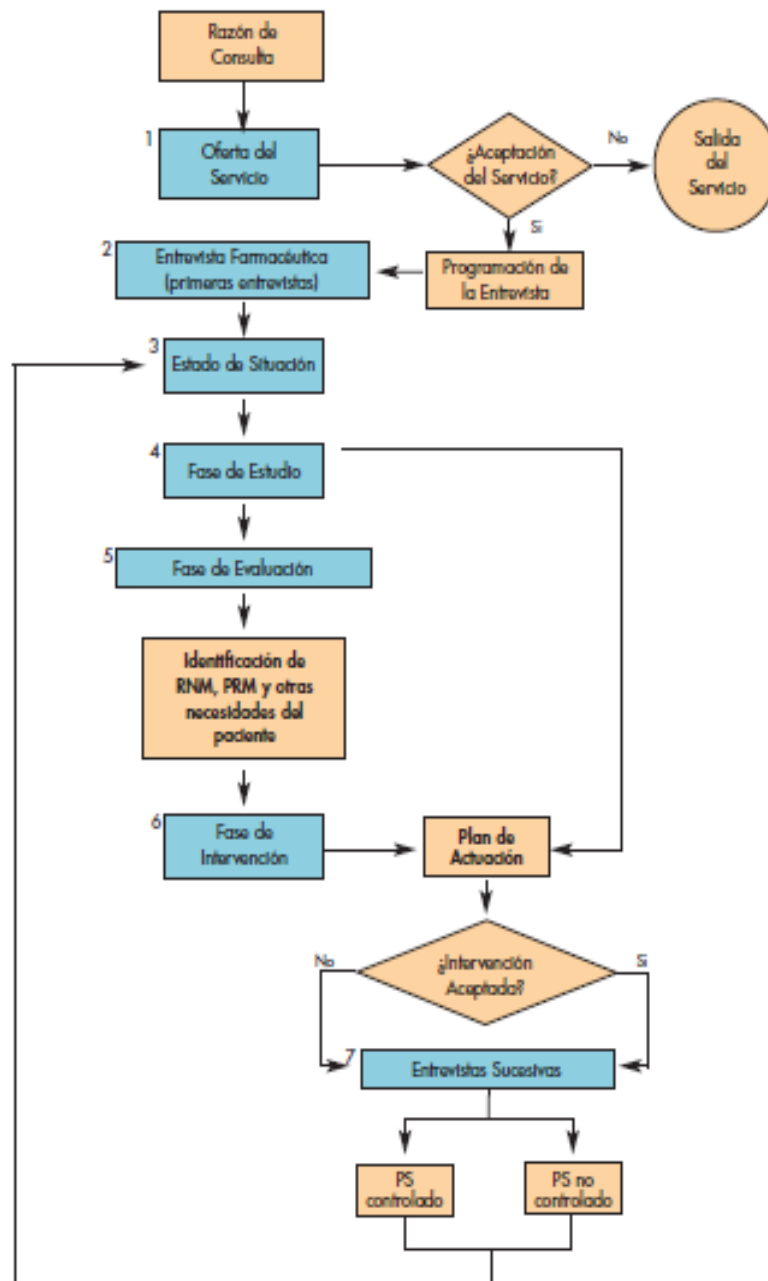 Razón de
Consulta
1
Oferta del
Servicio
¿Aceptación
del Servicio?
No
Salida
del
Servicio
Si
2
Entrevista Farmacéutica
(primeras entrevistas)
Programación de
la Entrevista
3
Estado de Situación
4
Fase de Estudio
5
Fase de Evaluación
Identificación de
RNM, PRM y otras
necesidades del
paciente
6
Fase de
Intervención
Plan de
Actuación
No
¿Intervención
Aceptada?
Si
7
Entrevistas Sucesivas
PS
controlado
PS no
controlado